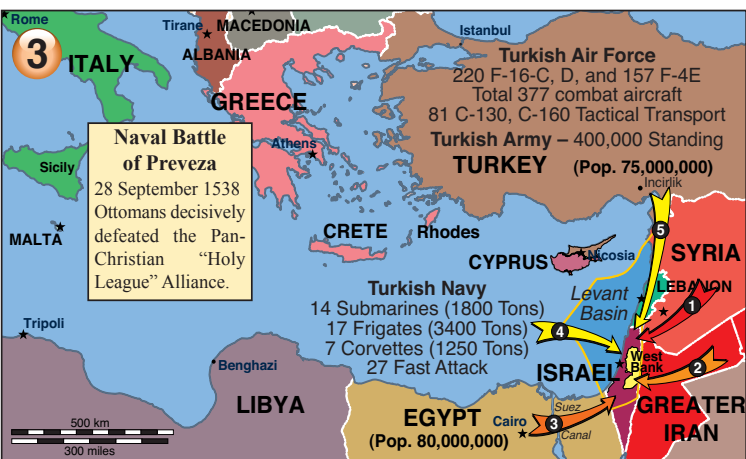 Rome
3
ITALY
Tirane
MACEDONIA
ALBANIA
GREECE
Istanbul
Turkish Air Force
220 F-16-C, D, and 157 F-4E
Total 377 combat aircraft
81 C-130, C-160 Tactical Transport
Turkish Army – 400,000 Standing
TURKEY (Pop. 75,000,000)
Incirlik
Naval Battle
of Preveza
28 September 1538
Ottomans decisively
defeated the Pan-
Christian “Holy
League” Alliance.
Athens
Sicily
MALTA
CRETE
Rhodes
CYPRUS
Nicosia
5
SYRIA
LEBANON
Levant
Basin
1
Turkish Navy
14 Submarines (1800 Tons)
17 Frigates (3400 Tons)
7 Corvettes (1250 Tons)
27 Fast Attack
4
Tripoli
Benghazi
ISRAEL
West
Bank
2
LIBYA
EGYPT
(Pop. 80,000,000)
Cairo
Suez
Canal
3
GREATER
IRAN
500 km
300 miles